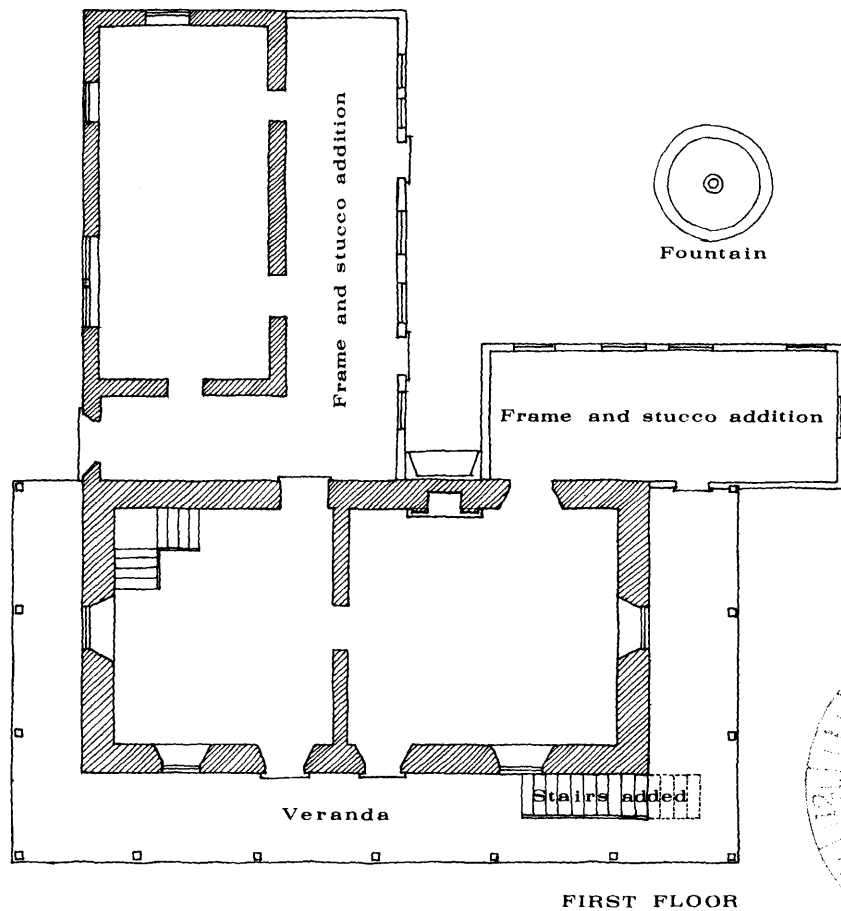 Frame and stucco addition
Fountain
Frame and stucco addition
Veranda
Stairs added
FIRST FLOOR